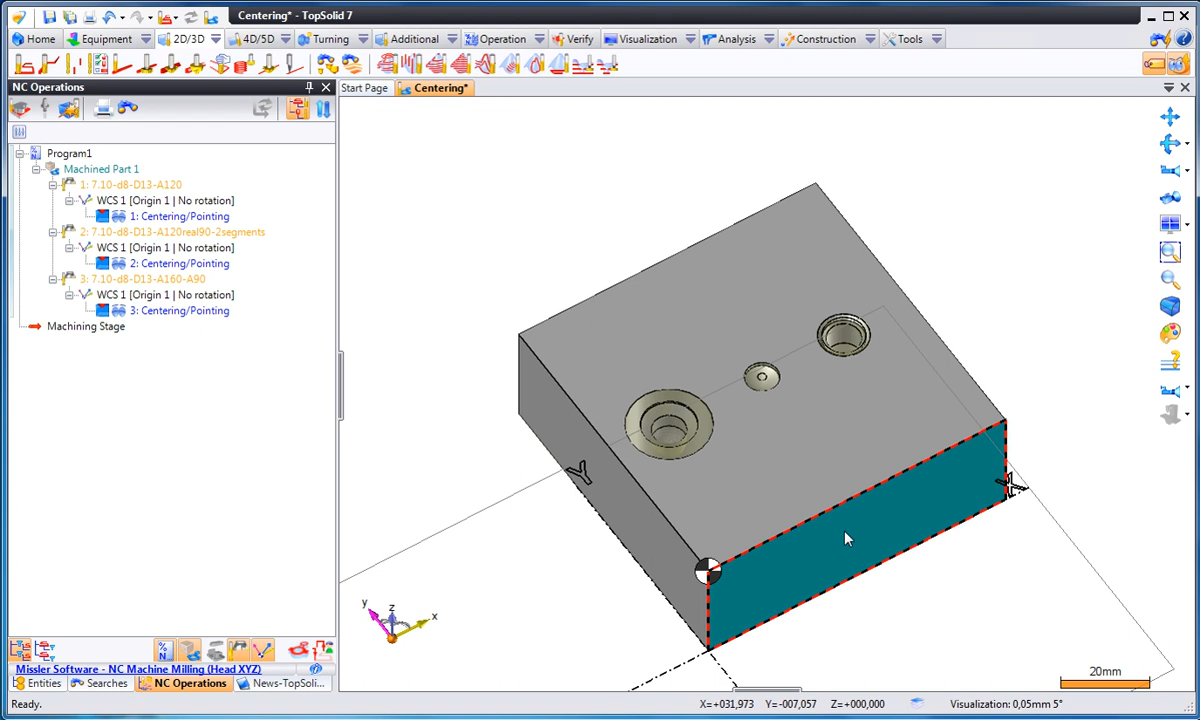 Centering* - TopSolid 7
Home Equipment 2D/3D 4D/5D Turning Additional Operation Verify Visualization Analysis Construction Tools
NC Operations
Start Page Centering*
Program1
Machined Part 1
1: 7.10-d8-D13-A120
WCS 1 [Origin 1 | No rotation]
1: Centering/Pointing
2: 7.10-d8-D13-A120real90-2segments
WCS 1 [Origin 1 | No rotation]
2: Centering/Pointing
3: 7.10-d8-D13-A160-A90
WCS 1 [Origin 1 | No rotation]
3: Centering/Pointing
Machining Stage
Y
X
y
z
x
20mm
Missler Software - NC Machine Milling (Head XYZ)
Entities Searches NC Operations News-TopSoli...
Ready.
X=+031,973 Y=-007,057 Z=+000,000 Visualization: 0,05mm 5°